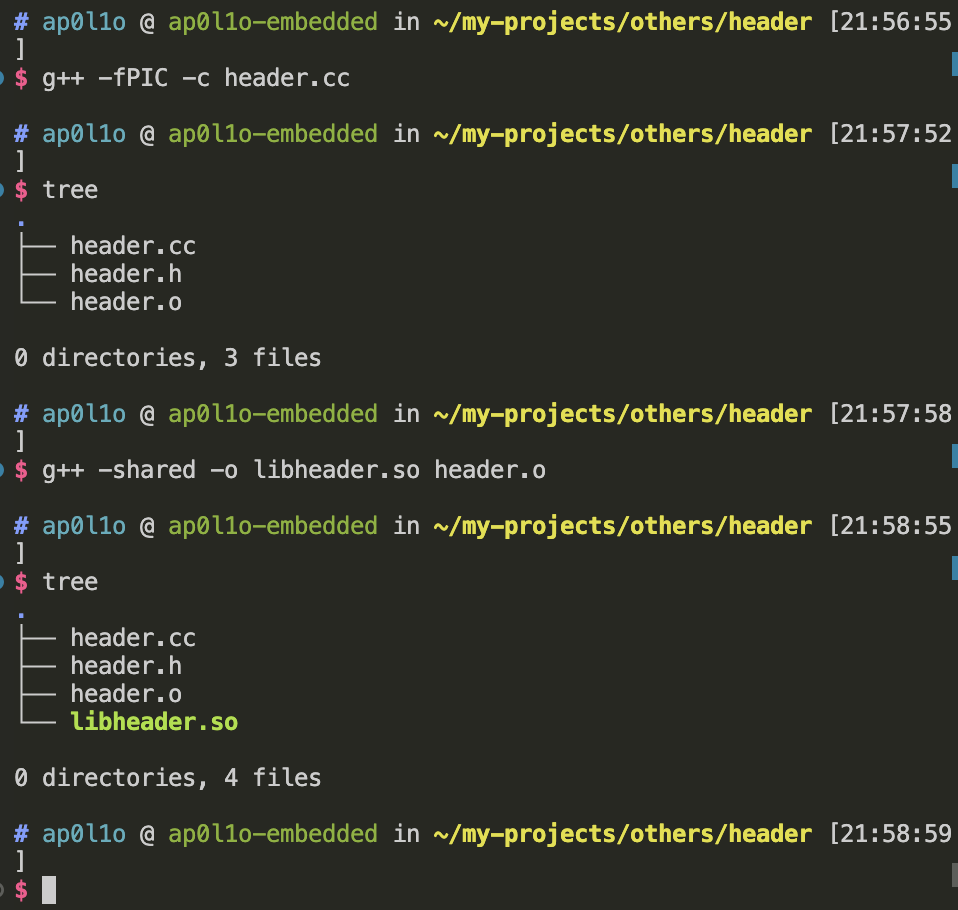 # ap0l1o @ ap0l1o-embedded in ~/my-projects/others/header [21:56:55
]
$ g++ -fPIC -c header.cc
# ap0l1o @ ap0l1o-embedded in ~/my-projects/others/header [21:57:52
]
$ tree
.
├── header.cc
├── header.h
└── header.o
0 directories, 3 files
# ap0l1o @ ap0l1o-embedded in ~/my-projects/others/header [21:57:58
]
$ g++ -shared -o libheader.so header.o
# ap0l1o @ ap0l1o-embedded in ~/my-projects/others/header [21:58:55
]
$ tree
.
├── header.cc
├── header.h
├── header.o
└── libheader.so
0 directories, 4 files
# ap0l1o @ ap0l1o-embedded in ~/my-projects/others/header [21:58:59
]
$